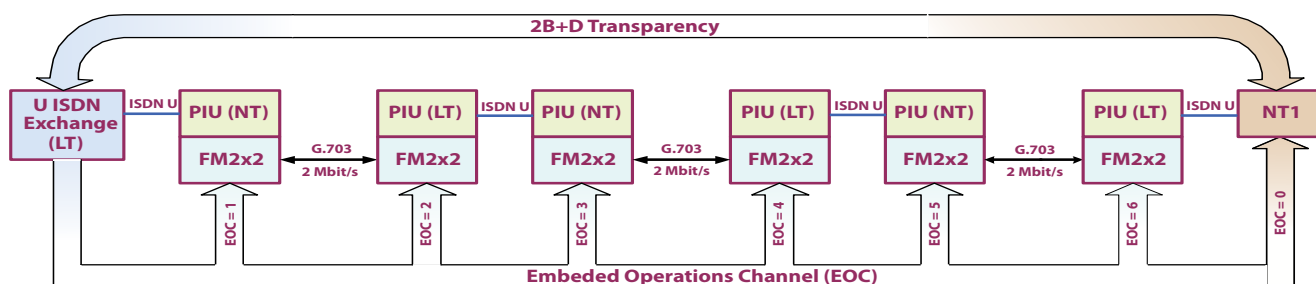 2B+D Transparency
U ISDN
Exchange
(LT)
ISDN U
PIU (NT)
FM2x2
G.703
2 Mbit/s
PIU (LT)
FM2x2
ISDN U
PIU (NT)
FM2x2
G.703
2 Mbit/s
PIU (LT)
FM2x2
ISDN U
PIU (NT)
FM2x2
G.703
2 Mbit/s
PIU (LT)
FM2x2
ISDN U
NT1
EOC = 1
EOC = 2
EOC = 3
EOC = 4
EOC = 5
EOC = 6
EOC = 0
Embeded Operations Channel (EOC)